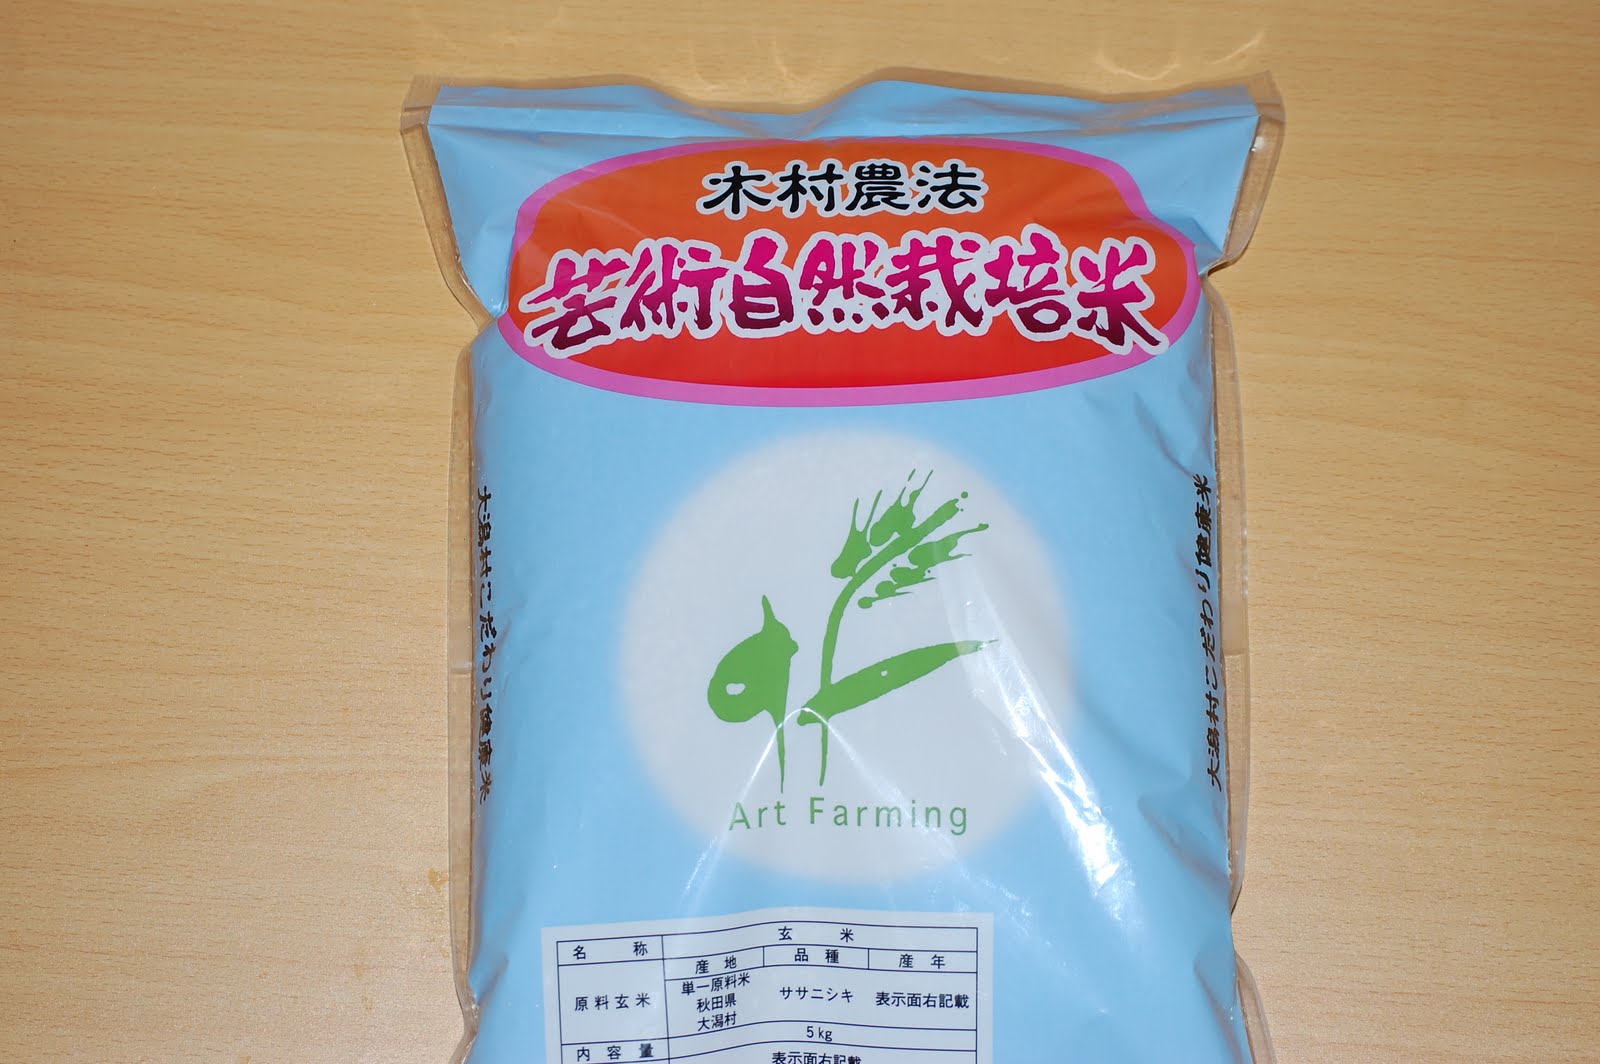 木村農法
芸術自然栽培米
大潟村こだわり健康米
大潟村こだわり健康米
Art Farming
名称 玄米
産地 品種 産年
原料玄米 単一原料米 秋田県 大潟村 ササニシキ 表示面右記載
内容量 5kg
表示面右記載